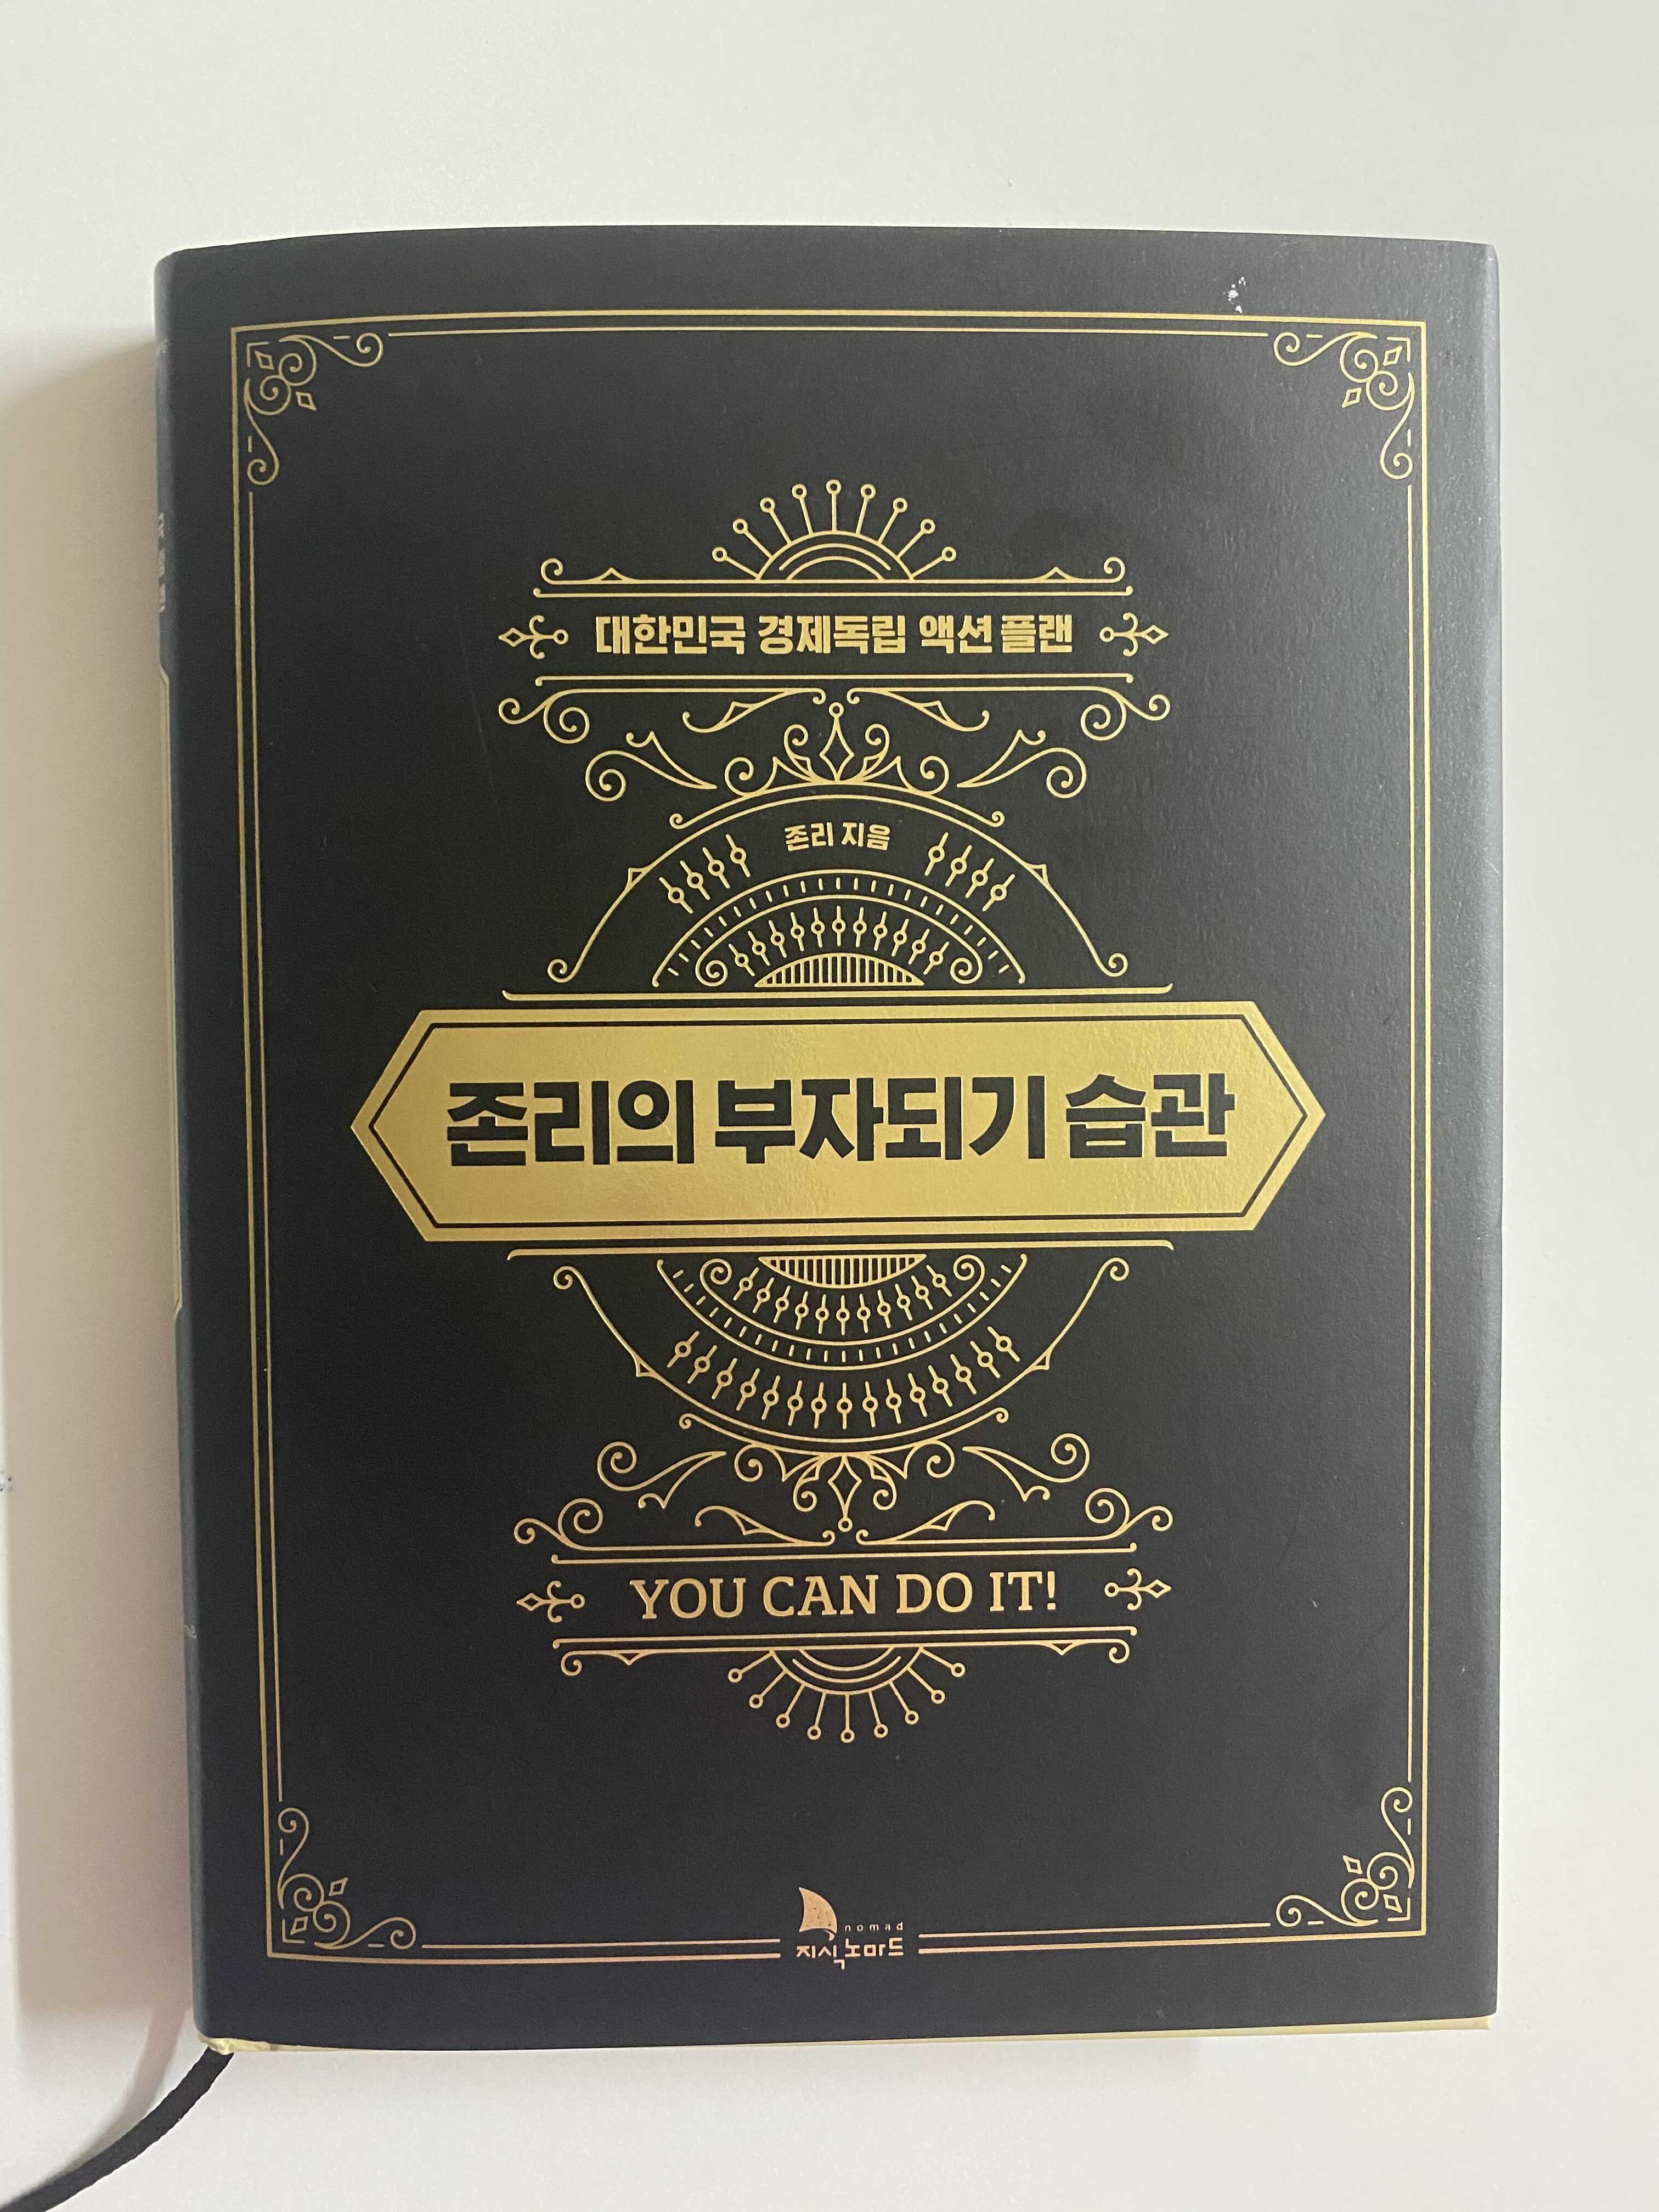 대한민국 경제독립 액션 플랜
존리 지음
존리의 부자되기 습관
YOU CAN DO IT!
nomad
지식노마드